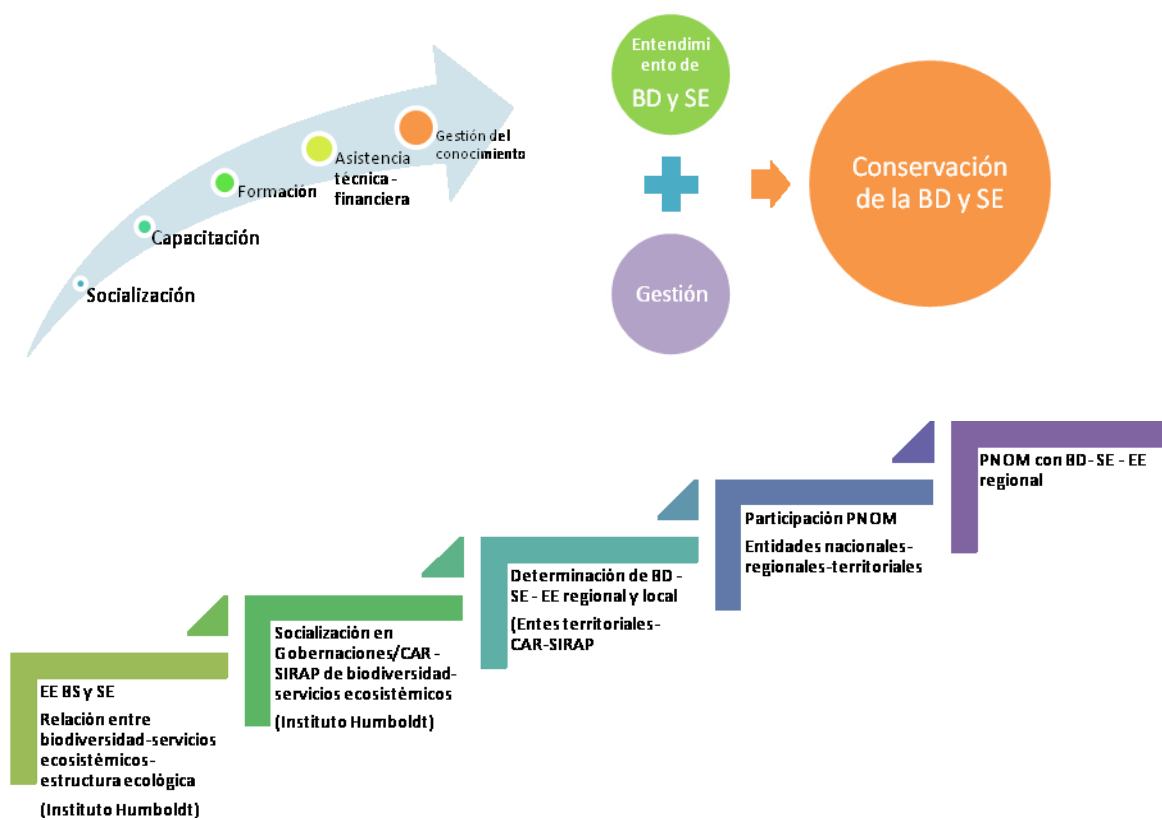 Socialización
Capacitación
Formación
Asistencia
técnica -
financiera
Gestión del
conocimiento
Entendimi
ento de
BD y SE
Gestión
Conservación
de la BD y SE
EE BS y SE
Relación entre
biodiversidad-servicios
ecosistémicos-
estructura ecológica
(Instituto Humboldt)
Socialización en
Gobernaciones/CAR -
SIRAP de biodiversidad-
servicios ecosistémicos
(Instituto Humboldt)
Determinación de BD -
SE - EE regional y local
(Entes territoriales-
CAR-SIRAP
Participación PNOM
Entidades nacionales-
regionales-territoriales
PNOM con BD- SE - EE
regional